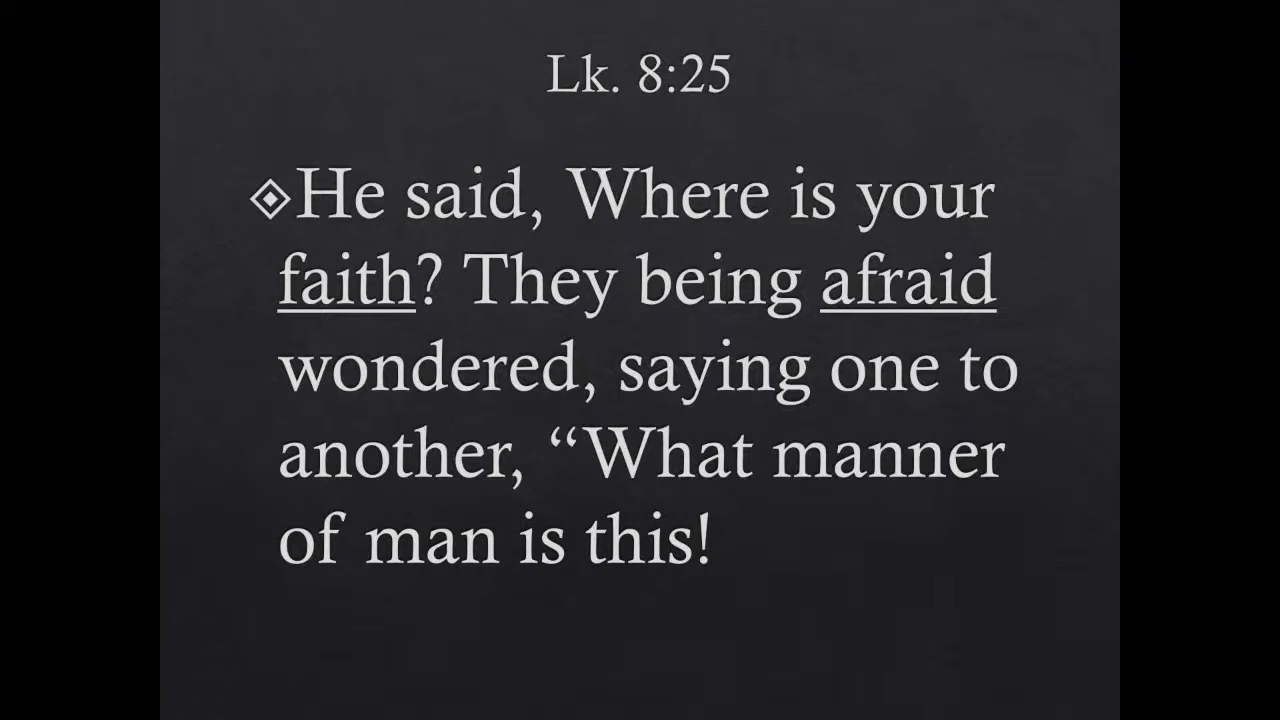 Lk. 8:25
He said, Where is your
faith? They being afraid
wondered, saying one to
another, “What manner
of man is this!